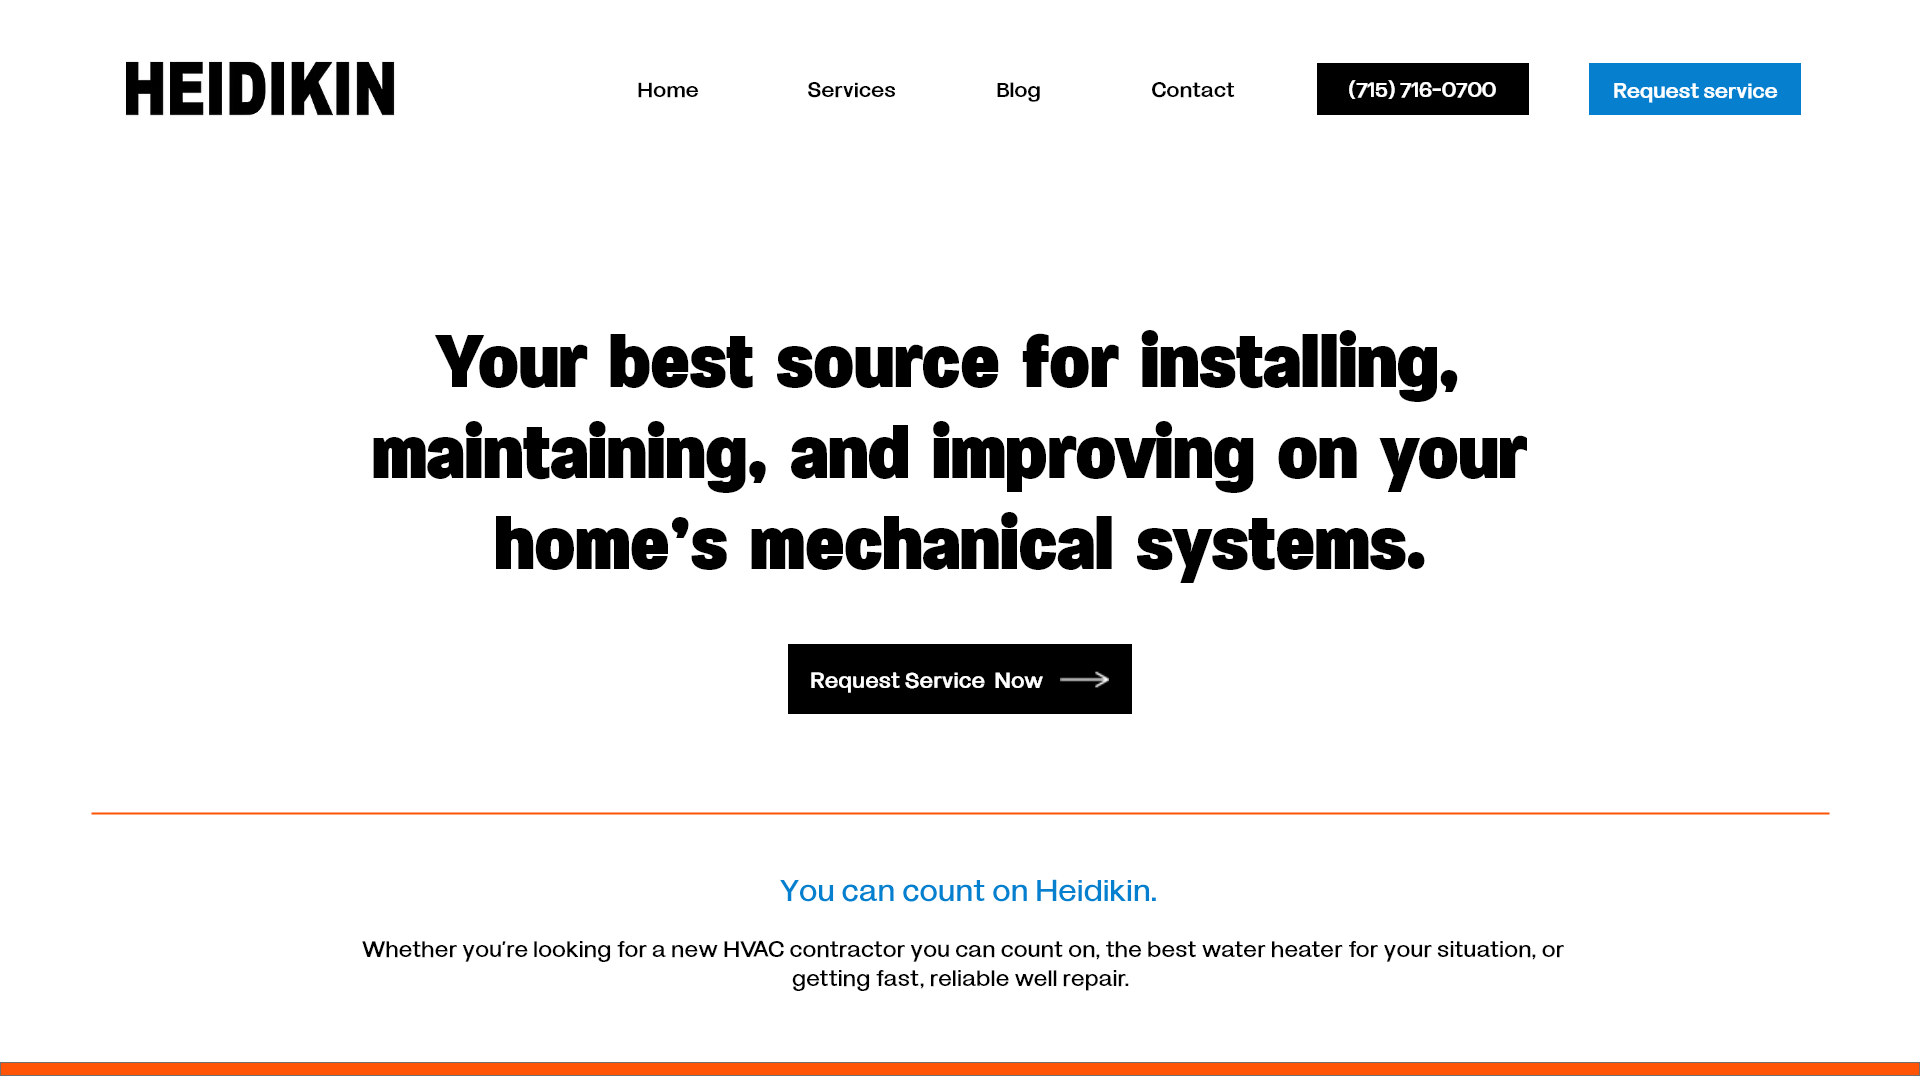 HEIDIKIN
Home
Services
Blog
Contact
(715) 716-0700
Request service
Your best source for installing,
maintaining, and improving on your
home’s mechanical systems.
Request Service Now
You can count on Heidikin.
Whether you’re looking for a new HVAC contractor you can count on, the best water heater for your situation, or
getting fast, reliable well repair.